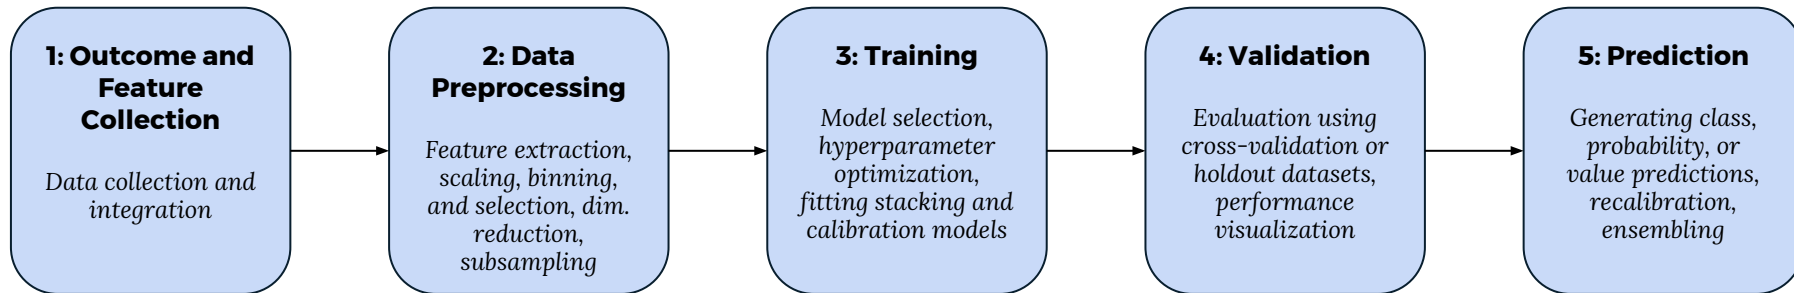 1: Outcome and
Feature
Collection
Data collection and
integration
2: Data
Preprocessing
Feature extraction,
scaling, binning,
and selection, dim.
reduction,
subsampling
3: Training
Model selection,
hyperparameter
optimization,
fitting stacking and
calibration models
4: Validation
Evaluation using
cross-validation or
holdout datasets,
performance
visualization
5: Prediction
Generating class,
probability, or
value predictions,
recalibration,
ensembling